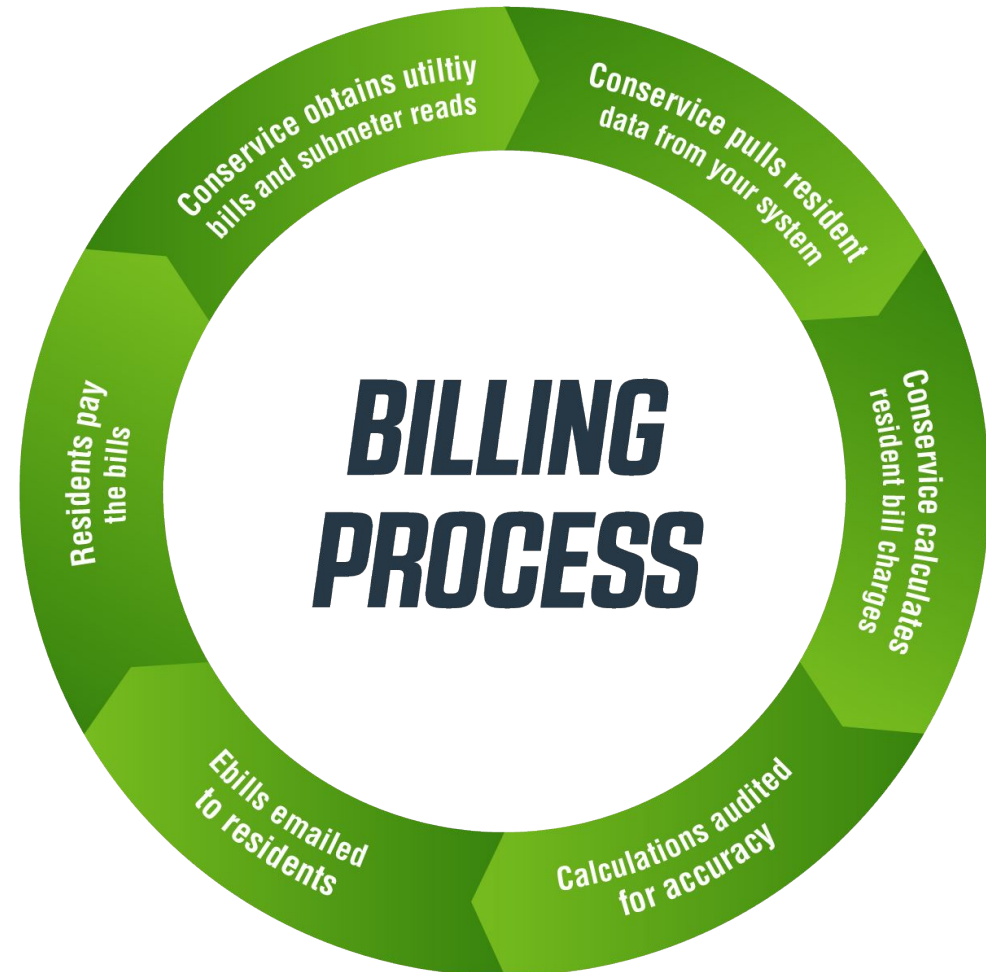 Conservice obtains utiltiy
bills and submeter reads
Conservice pulls resident
data from your system
Conservice calculates
resident bill charges
Calculations audited
for accuracy
Ebills emailed
to residents
Residents pay
the bills
BILLING
PROCESS